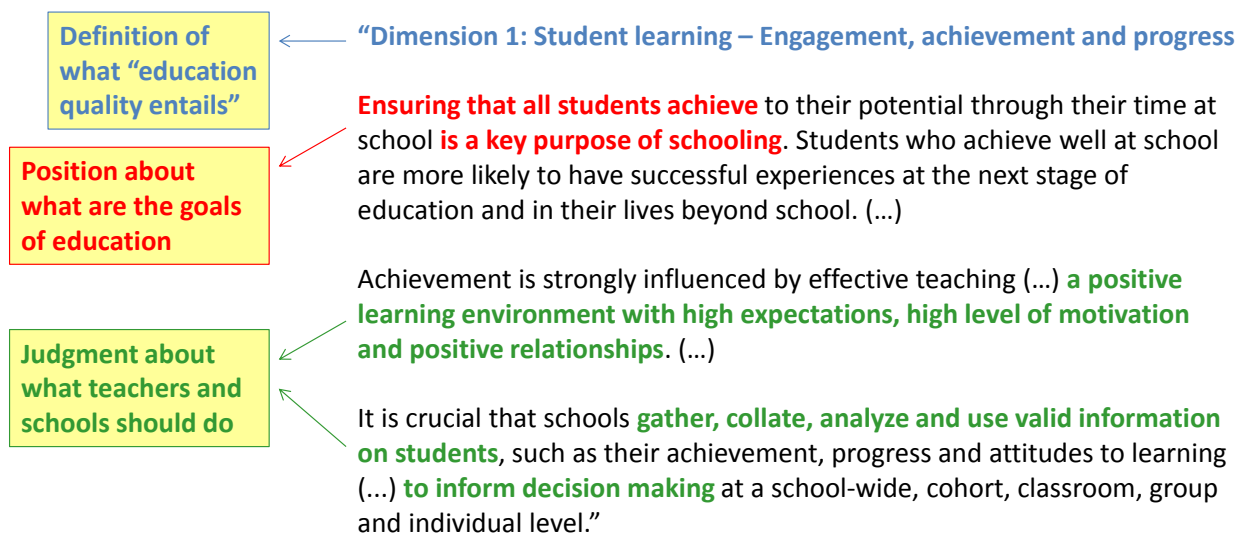 Definition of
what “education
quality entails”
“Dimension 1: Student learning – Engagement, achievement and progress
Ensuring that all students achieve to their potential through their time at
school is a key purpose of schooling. Students who achieve well at school
are more likely to have successful experiences at the next stage of
education and in their lives beyond school. (…)
Position about
what are the goals
of education
Achievement is strongly influenced by effective teaching (…) a positive
learning environment with high expectations, high level of motivation
and positive relationships. (…)
Judgment about
what teachers and
schools should do
It is crucial that schools gather, collate, analyze and use valid information
on students, such as their achievement, progress and attitudes to learning
(...) to inform decision making at a school-wide, cohort, classroom, group
and individual level.”